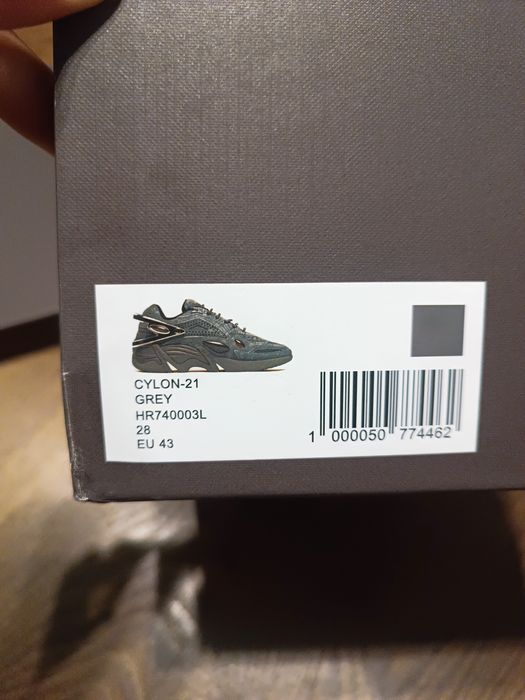 CYLON-21
GREY
HR740003L
28
EU 43
1 000050 774462